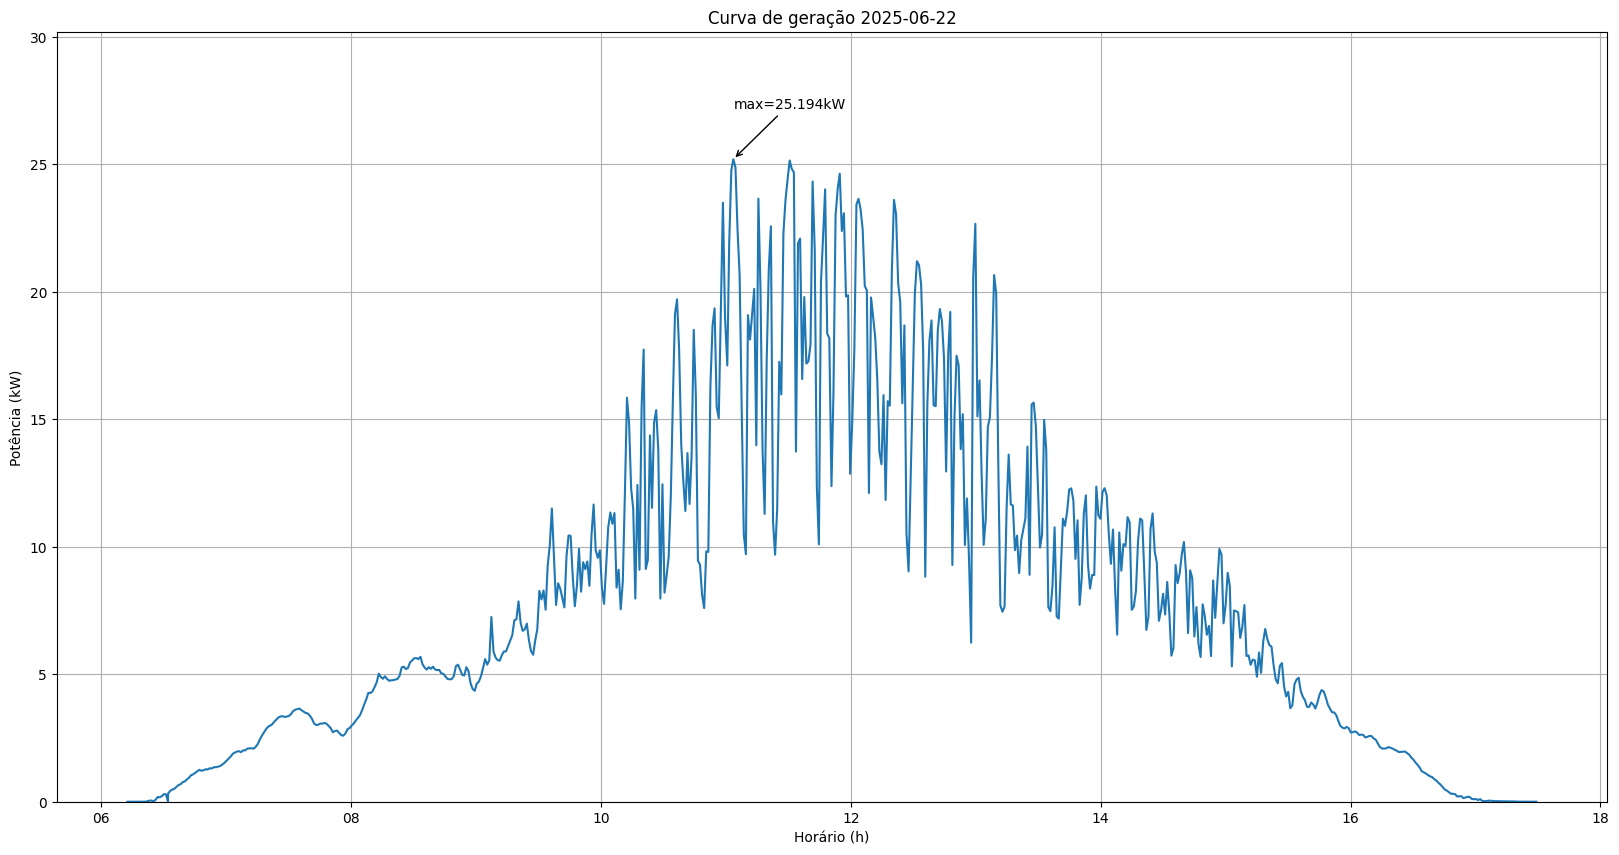 Curva de geração 2025-06-22
30
max=25.194kW
25
20
15
Potência (kW)
10
5
0
06 08 10 12 14 16 18
Horário (h)